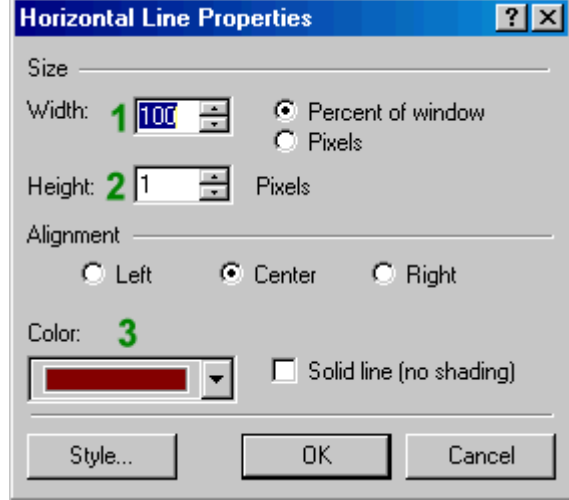 Horizontal Line Properties ? X
Size
Width: 1 100 Percent of window
Pixels
Height: 2 1 Pixels
Alignment
Left Center Right
Color: 3
Solid line (no shading)
Style... OK Cancel